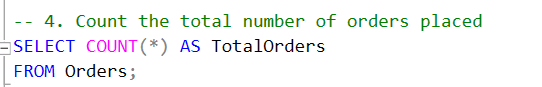 -- 4. Count the total number of orders placed
SELECT COUNT(*) AS TotalOrders
FROM Orders;